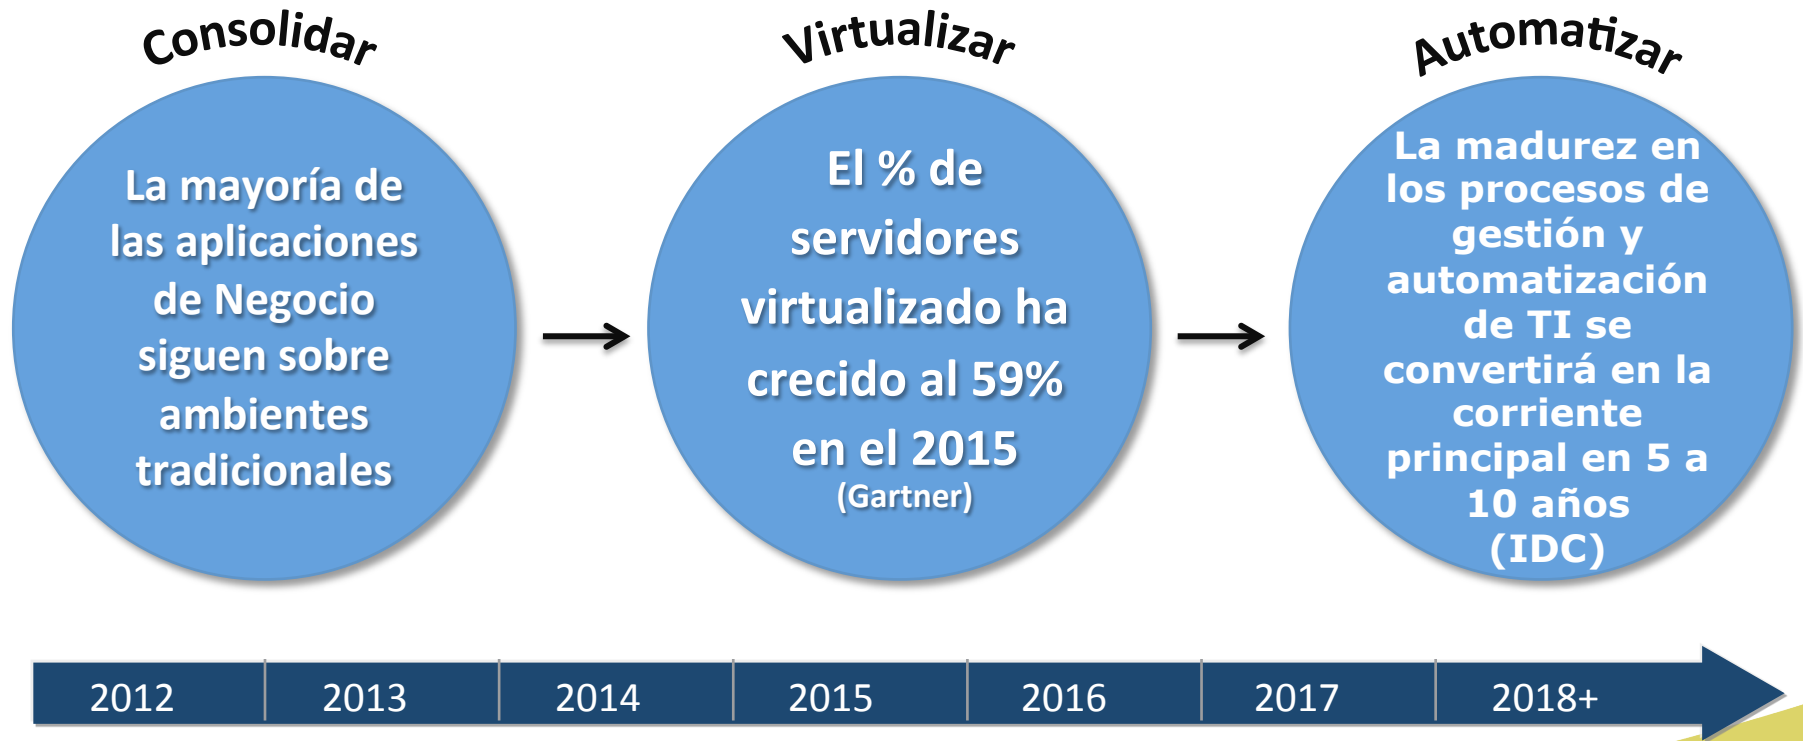 Consolidar
La mayoría de
las aplicaciones
de Negocio
siguen sobre
ambientes
tradicionales
Virtualizar
El % de
servidores
virtualizado ha
crecido al 59%
en el 2015
(Gartner)
Automatizar
La madurez en
los procesos de
gestión y
automatización
de TI se
convertirá en la
corriente
principal en 5 a
10 años
(IDC)
2012 2013 2014 2015 2016 2017 2018+